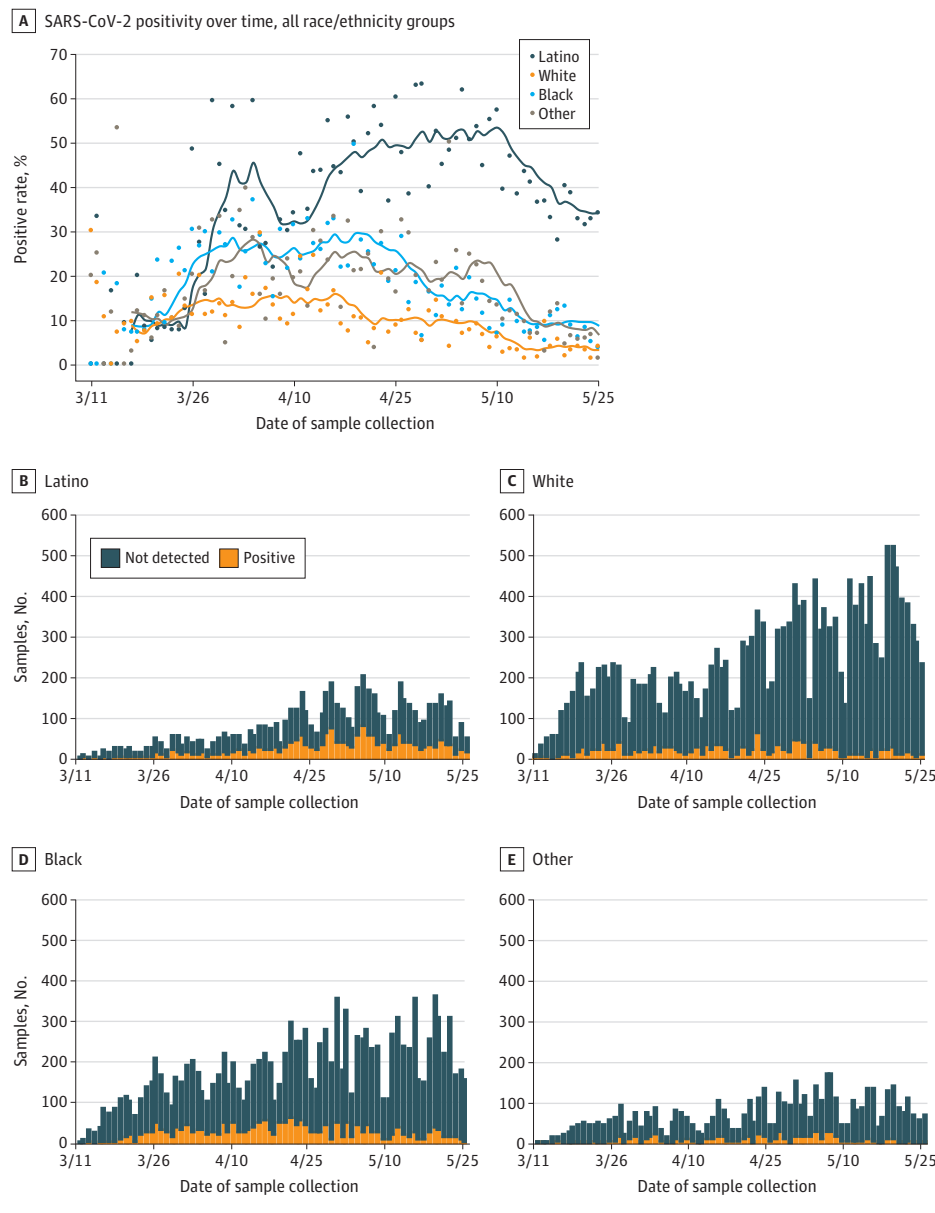 A SARS-CoV-2 positivity over time, all race/ethnicity groups
70
60
50
40
30
20
10
0
Positive rate, %
Latino
White
Black
Other
3/11 3/26 4/10 4/25 5/10 5/25
Date of sample collection
B Latino
600
500
400
300
200
100
0
Samples, No.
Not detected Positive
3/11 3/26 4/10 4/25 5/10 5/25
Date of sample collection
C White
600
500
400
300
200
100
0
3/11 3/26 4/10 4/25 5/10 5/25
Date of sample collection
D Black
600
500
400
300
200
100
0
Samples, No.
3/11 3/26 4/10 4/25 5/10 5/25
Date of sample collection
E Other
600
500
400
300
200
100
0
3/11 3/26 4/10 4/25 5/10 5/25
Date of sample collection